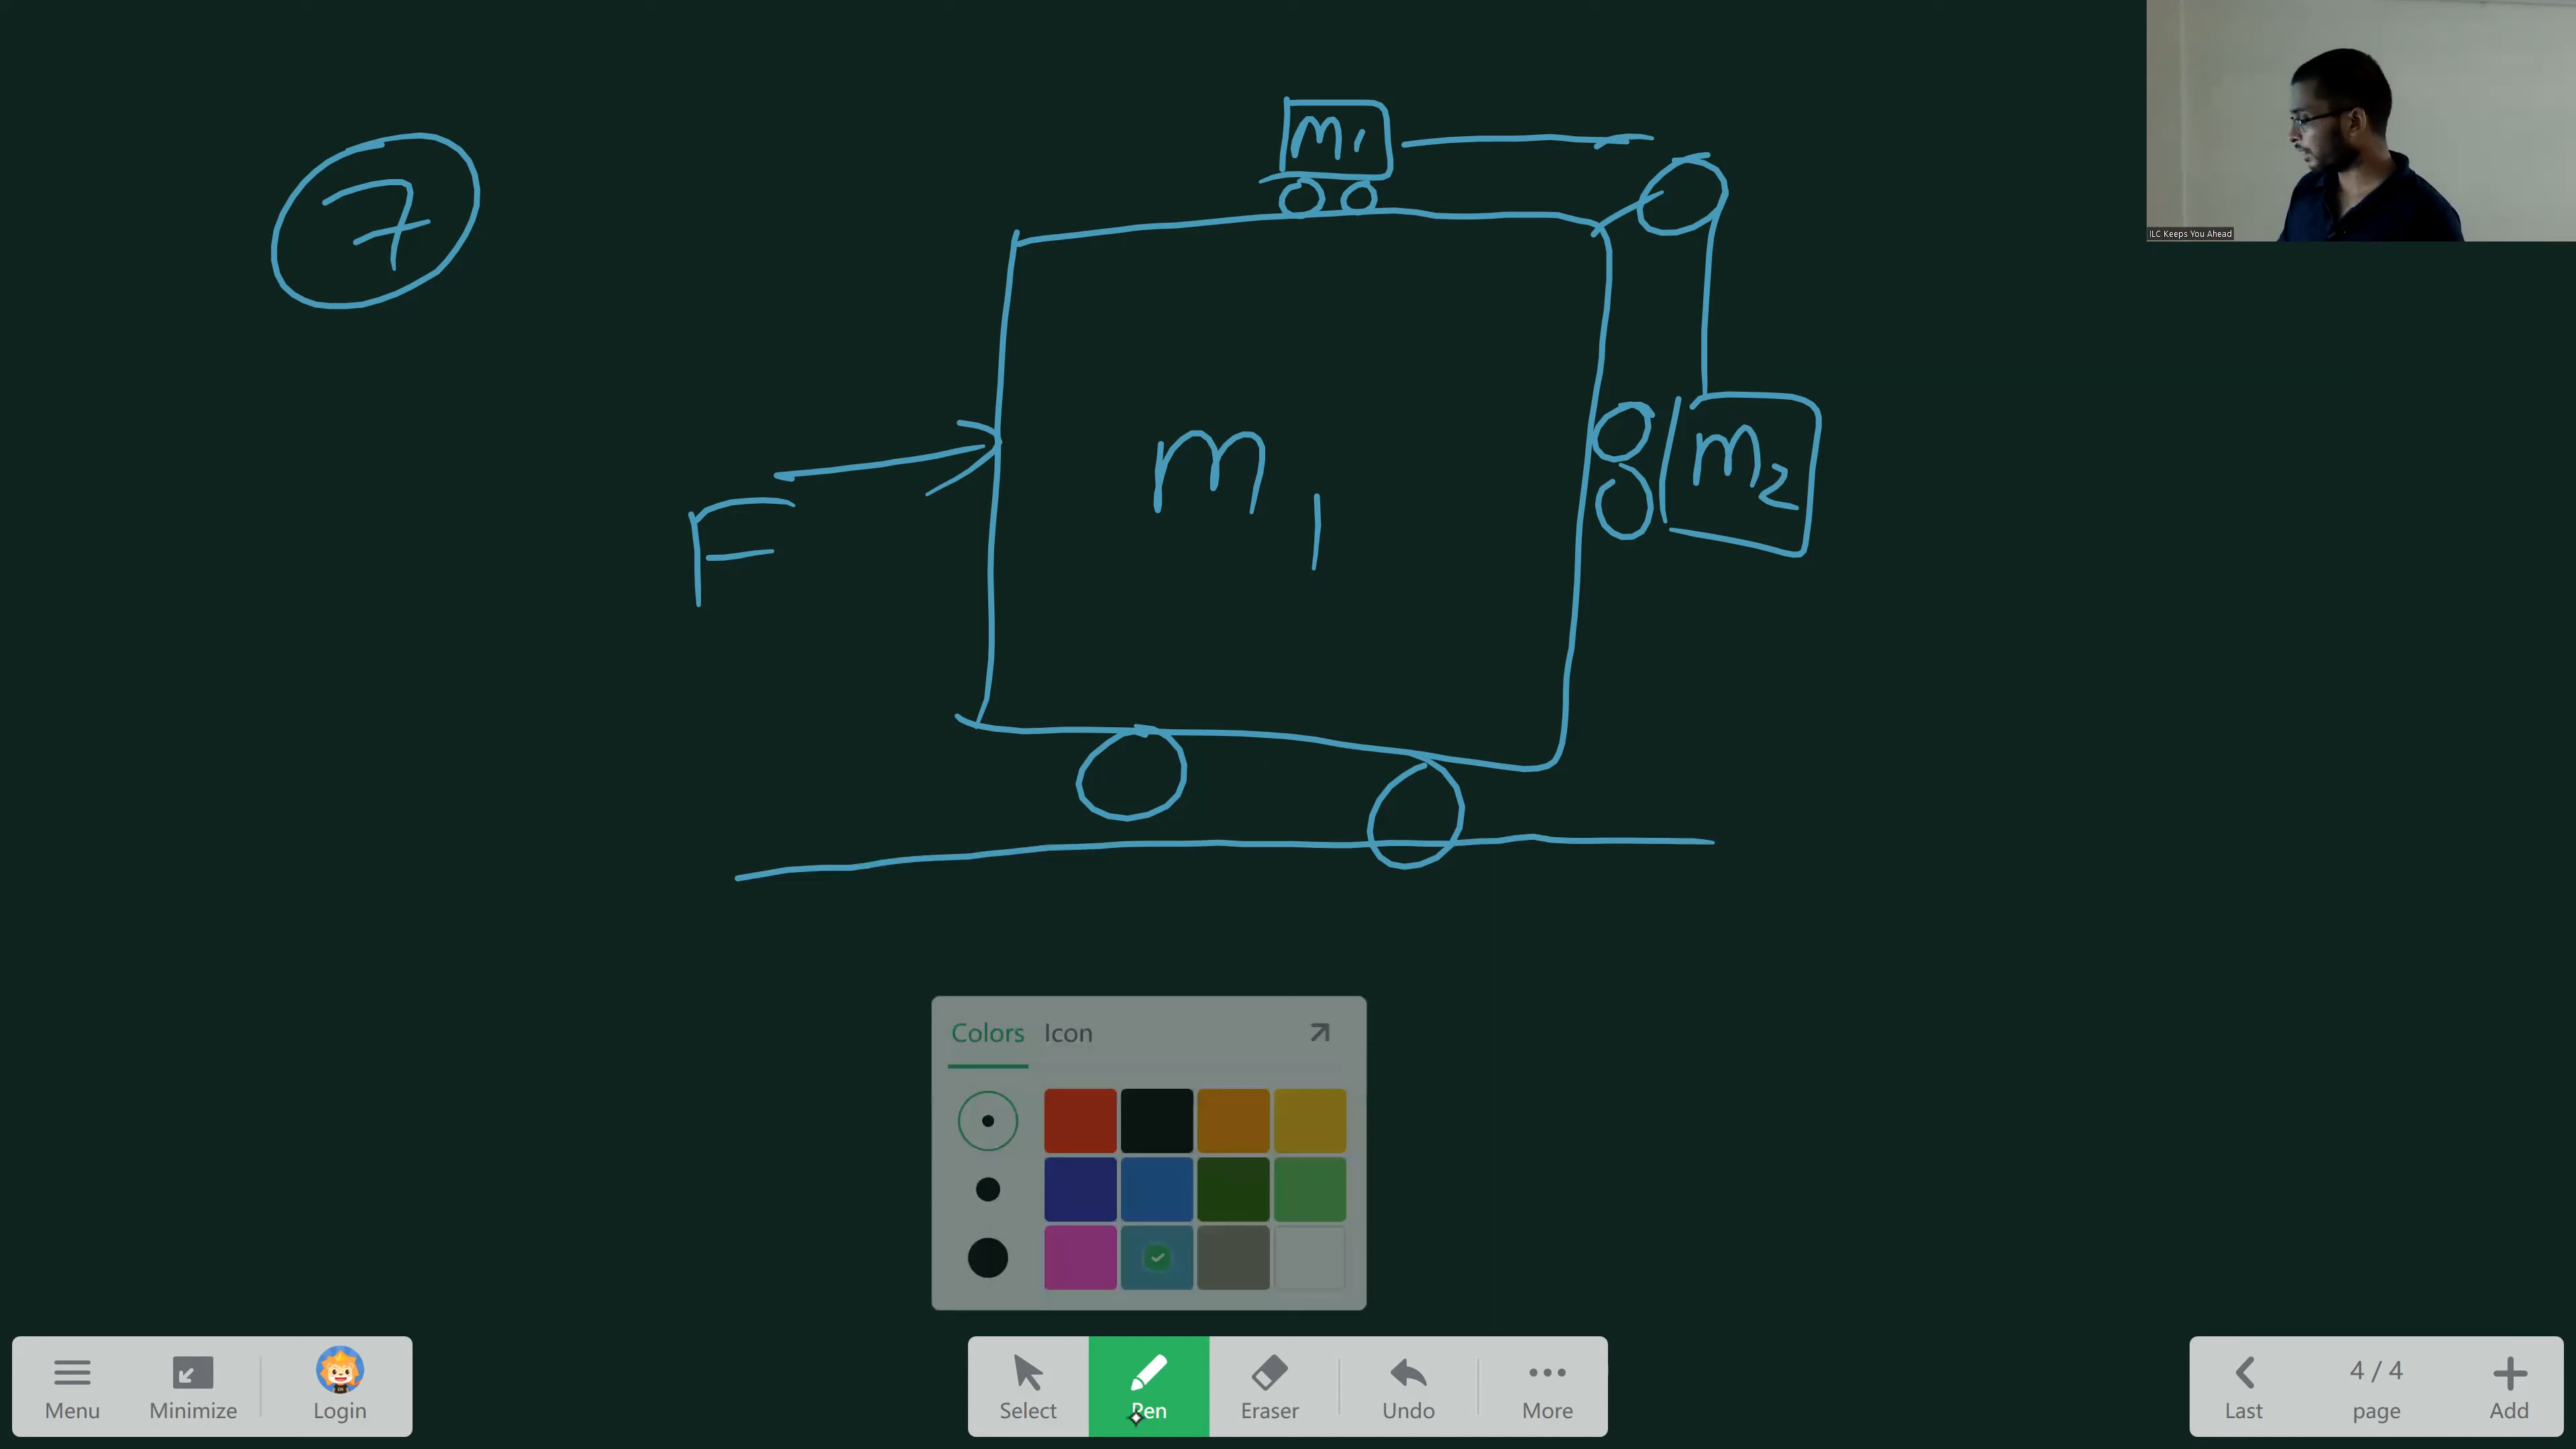 7
m1
F
m1
m2
ILC Keeps You Ahead
Colors Icon
Menu Minimize Login
Select Pen Eraser Undo More
Last 4 / 4 page Add